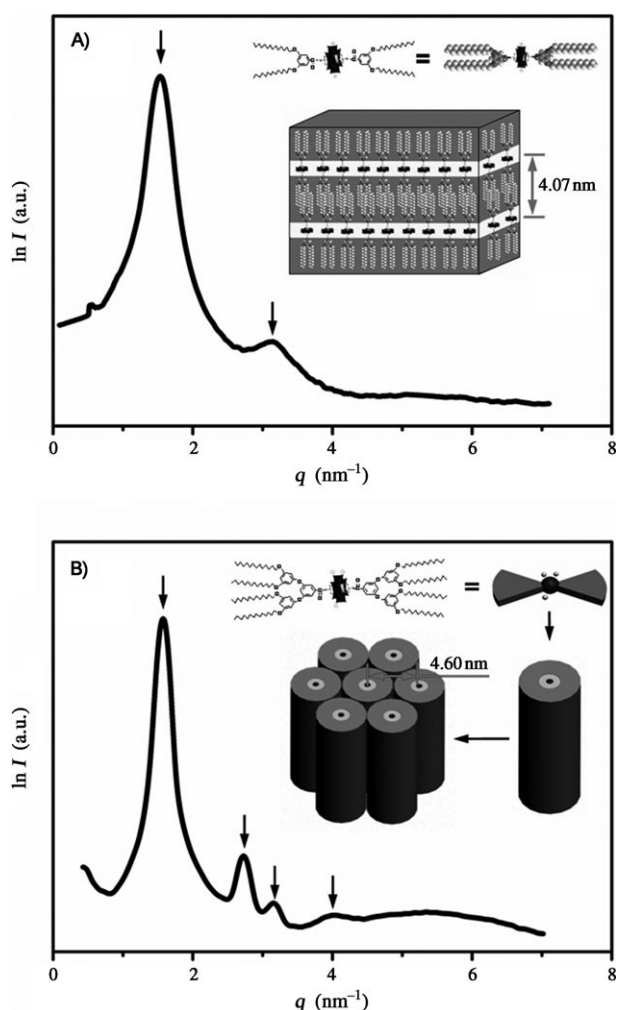 A)
=
4.07 nm
ln I (a.u.)
0 2 4 6 8
q (nm⁻¹)
B)
=
4.60 nm
ln I (a.u.)
0 2 4 6 8
q (nm⁻¹)